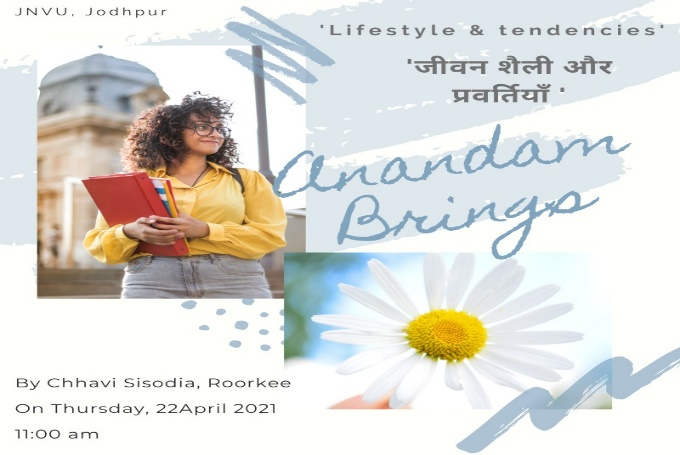 JNVU, Jodhpur
'Lifestyle & tendencies'
'जीवन शैली और
प्रवर्तियाँ '
Anandam
Brings
By Chhavi Sisodia, Roorkee
On Thursday, 22April 2021
11:00 am